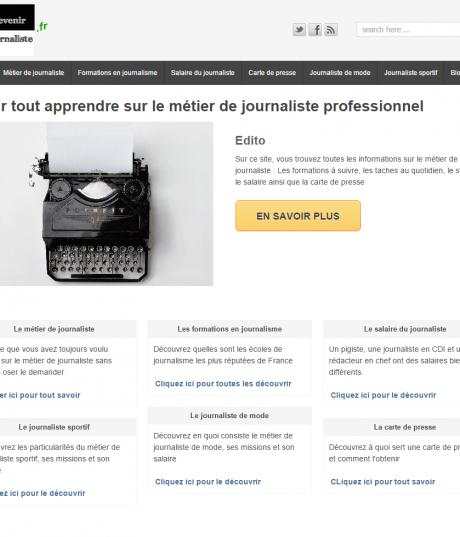 evenir
.fr
rnaliste
search here ...
Métier de journaliste Formations en journalisme Salaire du journaliste Carte de presse Journaliste de mode Journaliste sportif Blo
r tout apprendre sur le métier de journaliste professionnel
Edito
Sur ce site, vous trouvez toutes les informations sur le métier de
journaliste : Les formations à suivre, les taches au quotidien, le s
le salaire ainsi que la carte de presse
EN SAVOIR PLUS
Le métier de journaliste
e que vous avez toujours voulu
sur le métier de journaliste sans
oser le demander
er ici pour tout savoir
Les formations en journalisme
Découvrez quelles sont les écoles de
journalisme les plus réputées de France
Cliquez ici pour toutes les découvrir
Le salaire du journaliste
Un pigiste, une journaliste en CDI et u
rédacteur en chef ont des salaires bie
différents.
Cliquez ici pour le découvrir
Le journaliste sportif
vrez les particularités du métier de
liste sportif, ses missions et son
e
ez ici pour le découvrir
Le journaliste de mode
Découvrez en quoi consiste le métier de
journaliste de mode, ses missions et son
salaire
Cliquez ici pour le découvrir
La carte de presse
Découvrez à quoi sert une carte de pr
et comment l'obtenir
CLiquez ici pour tout savoir